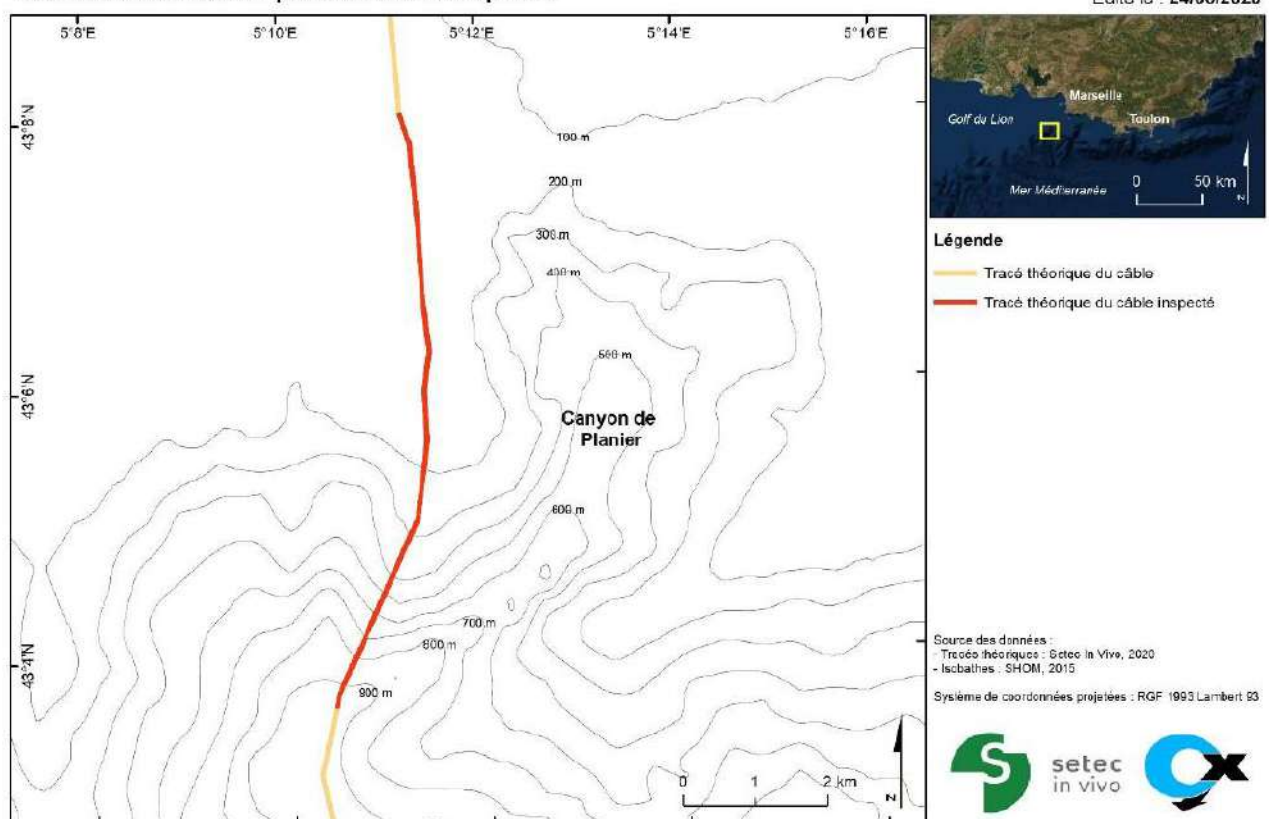 5°8'E
5°10'E
5°12'E
5°14'E
5°16'E
43°8'N
43°6'N
43°4'N
100 m
200 m
300 m
400 m
500 m
Canyon de
Planier
600 m
700 m
800 m
900 m
0 1 2 km
N
Marseille
Golf du Lion
Toulon
Mer Méditerranée
0 50 km
N
Légende
Tracé théorique du câble
Tracé théorique du câble inspecté
Source des données :
- Tracés théoriques : Setec In Vivo, 2020
- Isobathes : SHOM, 2015
Système de coordonnées projetées : RGF 1993 Lambert 93
S
setec
in vivo